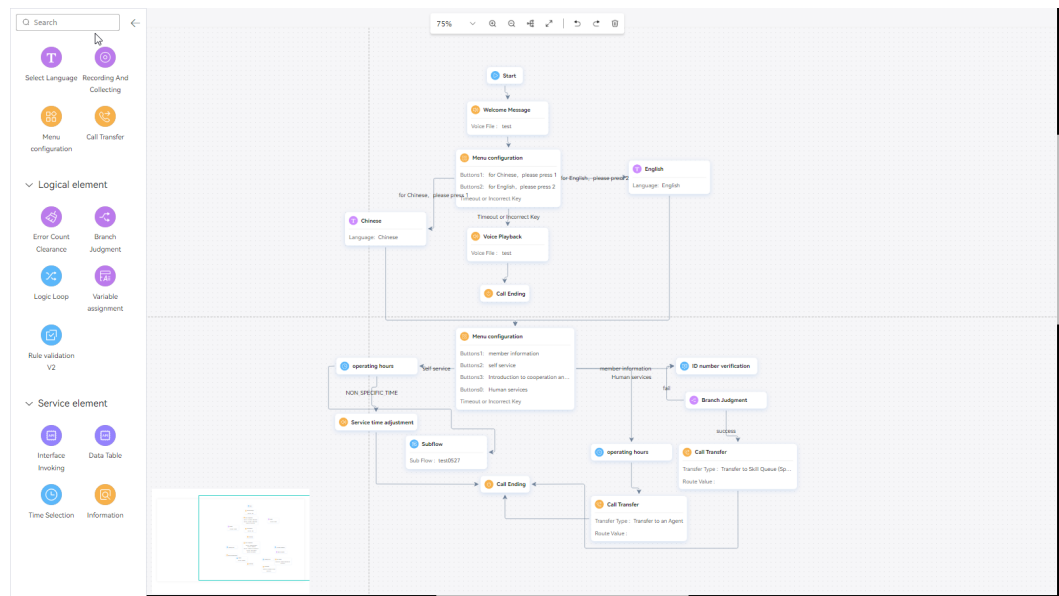 Search
75%
Select Language
Recording And
Collecting
Menu
configuration
Call Transfer
Logical element
Error Count
Clearance
Branch
Judgment
Logic Loop
Variable
assignment
Rule validation
V2
Service element
Interface
Invoking
Data Table
Time Selection
Information
Start
Welcome Message
Voice File : test
Menu configuration
Buttons1: for Chinese, please press 1
Buttons2: for English, please press 2
Timeout or Incorrect Key
for English, please press 2
English
Language: English
for Chinese, please press 1
Chinese
Language: Chinese
Timeout or Incorrect Key
Voice Playback
Voice File : test
Call Ending
Menu configuration
Buttons1: member information
Buttons2: self service
Buttons3: Introduction to cooperation an...
Buttons0: Human services
Timeout or Incorrect Key
Self service
operating hours
NON SPECIFIC TIME
Service time adjustment
Subflow
Sub Flow : test0527
Call Ending
member information
Human services
ID number verification
fail
Branch Judgment
success
operating hours
Call Transfer
Transfer Type : Transfer to Skill Queue (Sp...
Route Value :
Call Transfer
Transfer Type : Transfer to an Agent
Route Value :